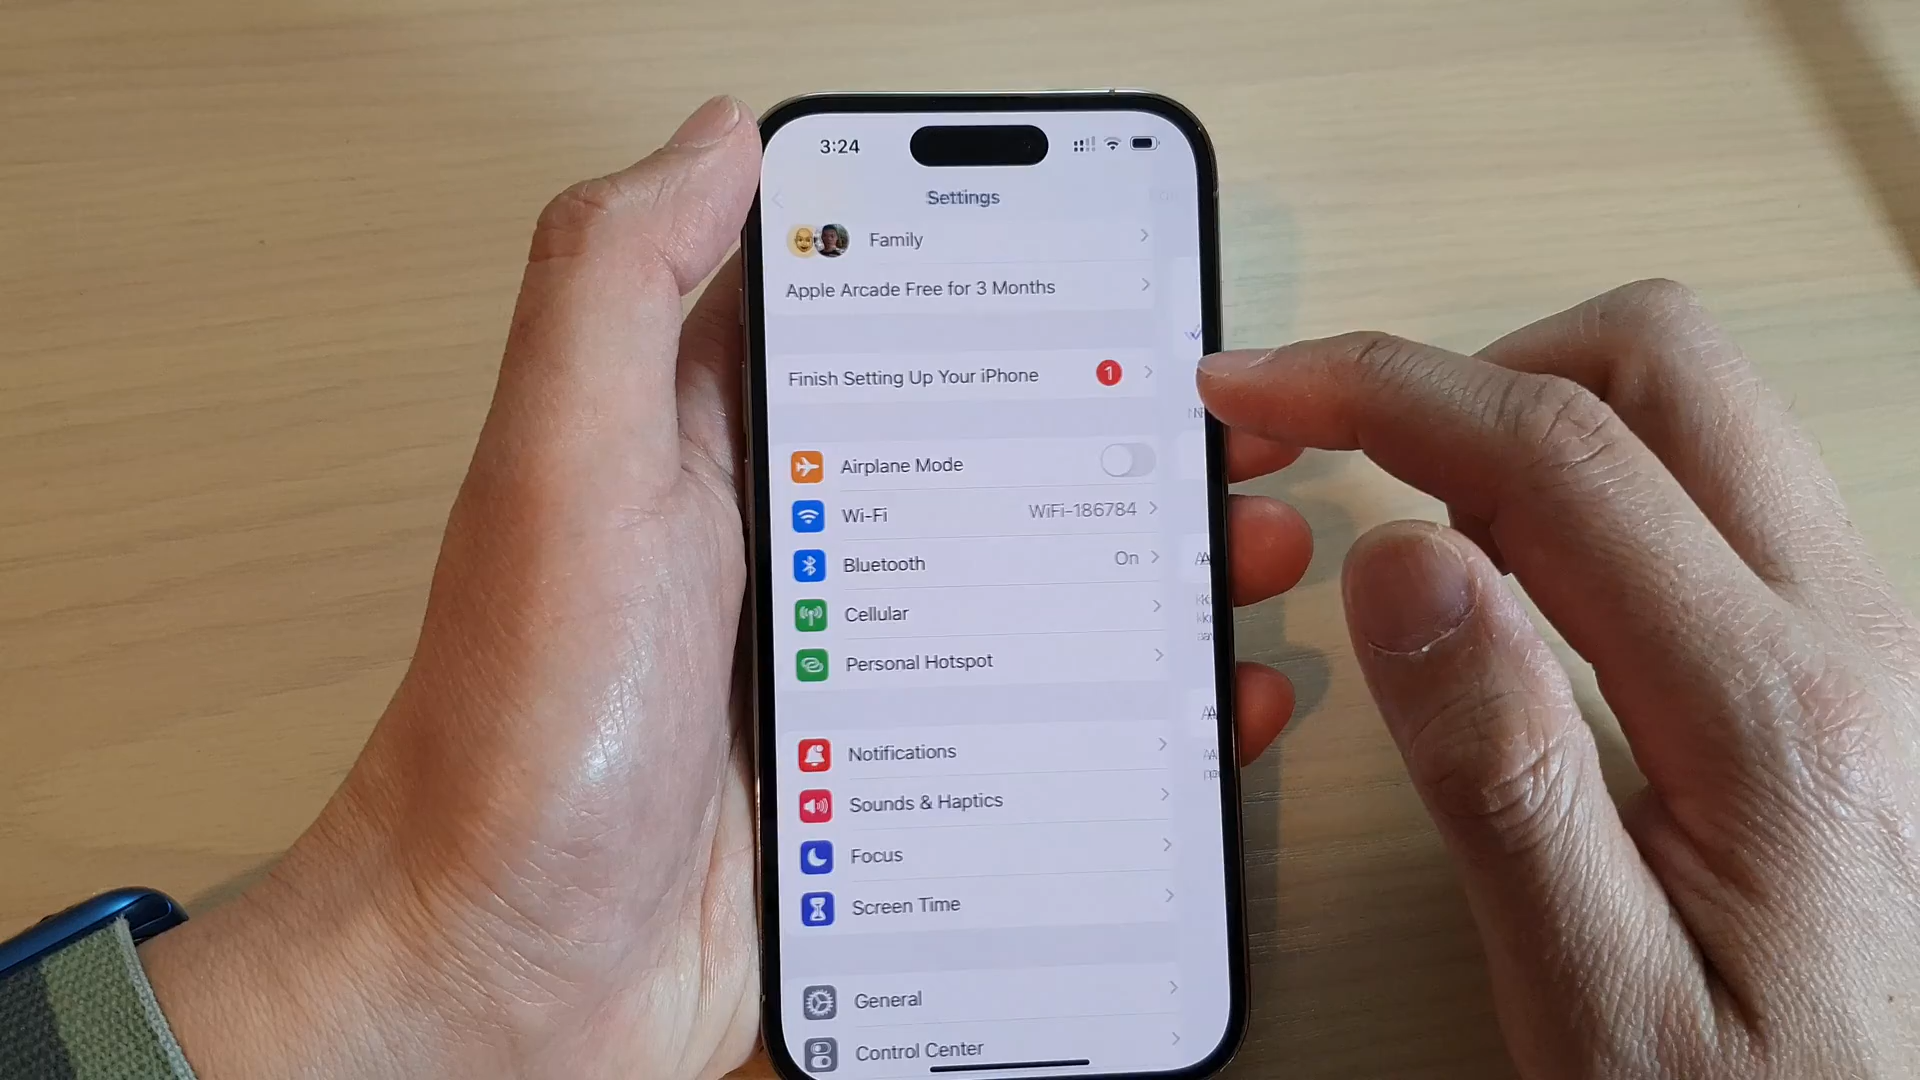 3:24
Settings
Family
Apple Arcade Free for 3 Months
Finish Setting Up Your iPhone 1
Airplane Mode
Wi-Fi WiFi-186784
Bluetooth On
Cellular
Personal Hotspot
Notifications
Sounds & Haptics
Focus
Screen Time
General
Control Center